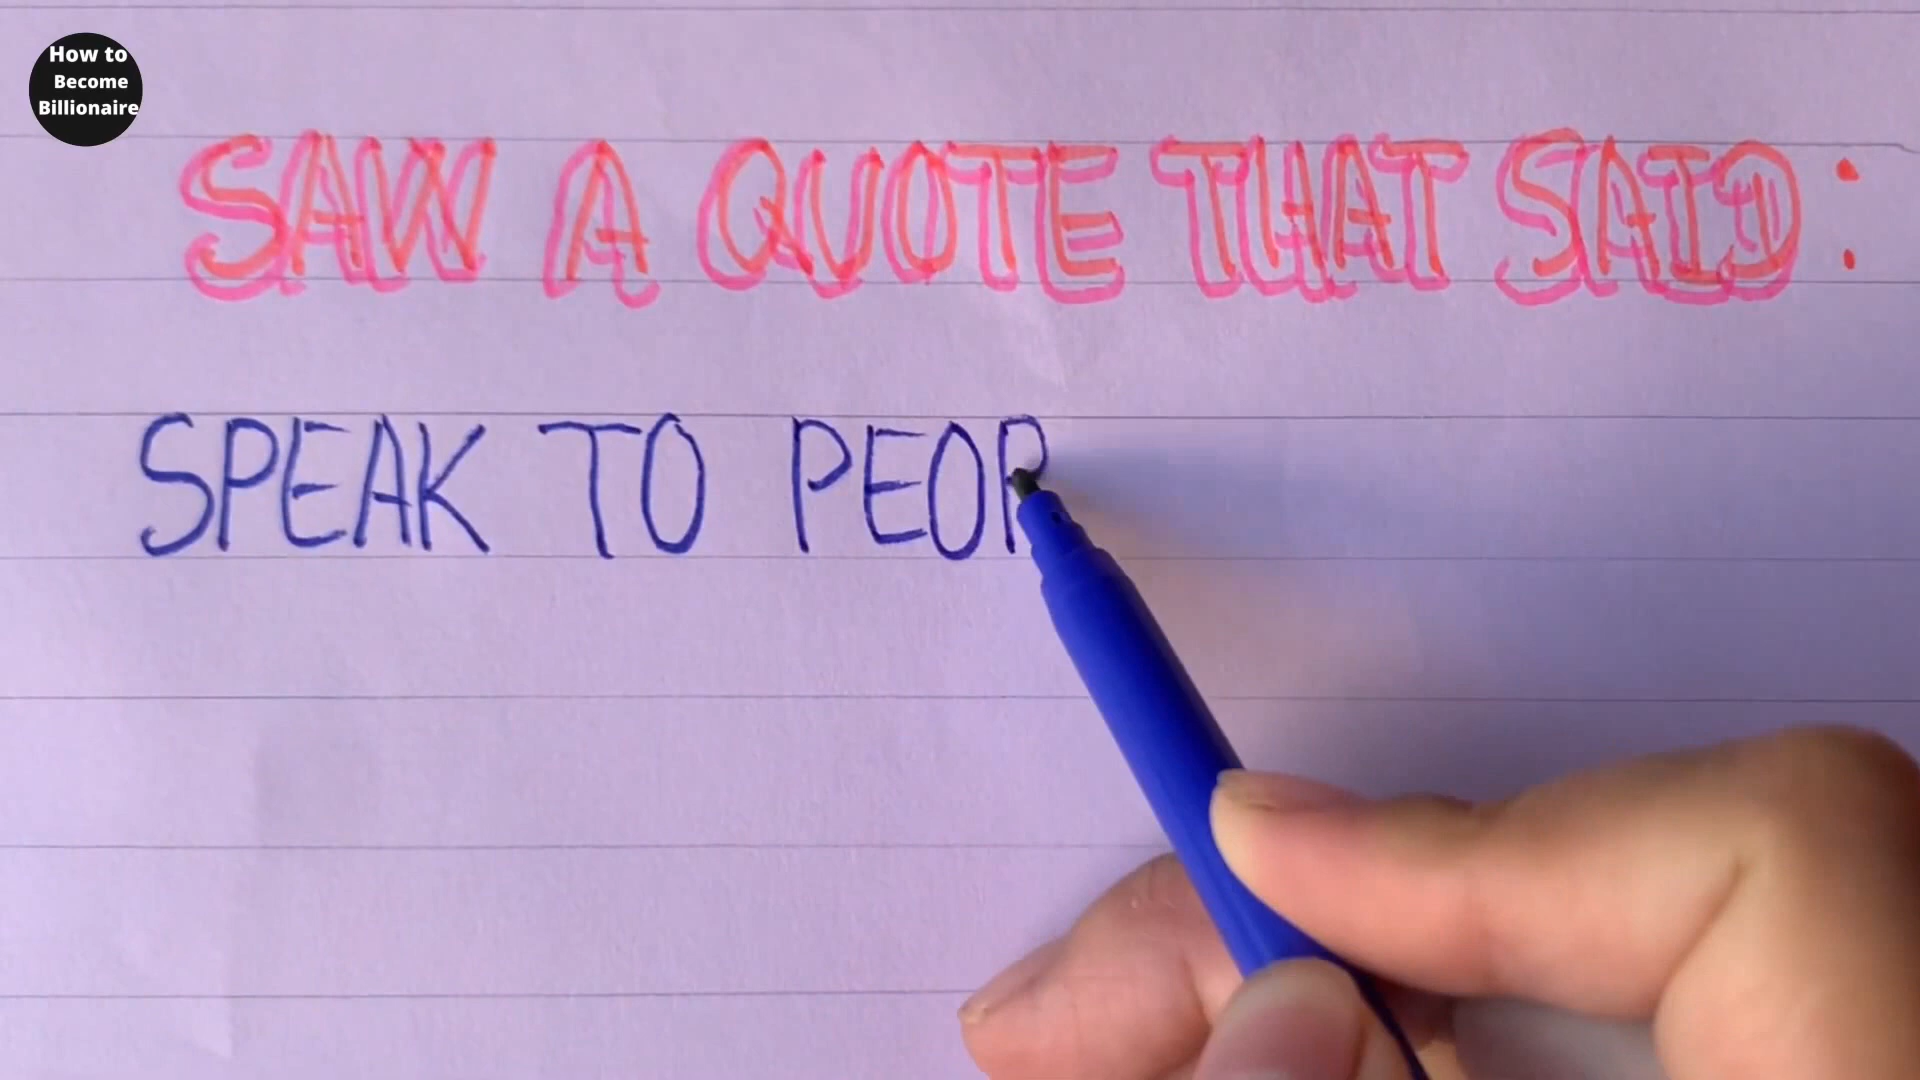 How to
Become
Billionaire
SAW A QUOTE THAT SAID:
SPEAK TO PEOP